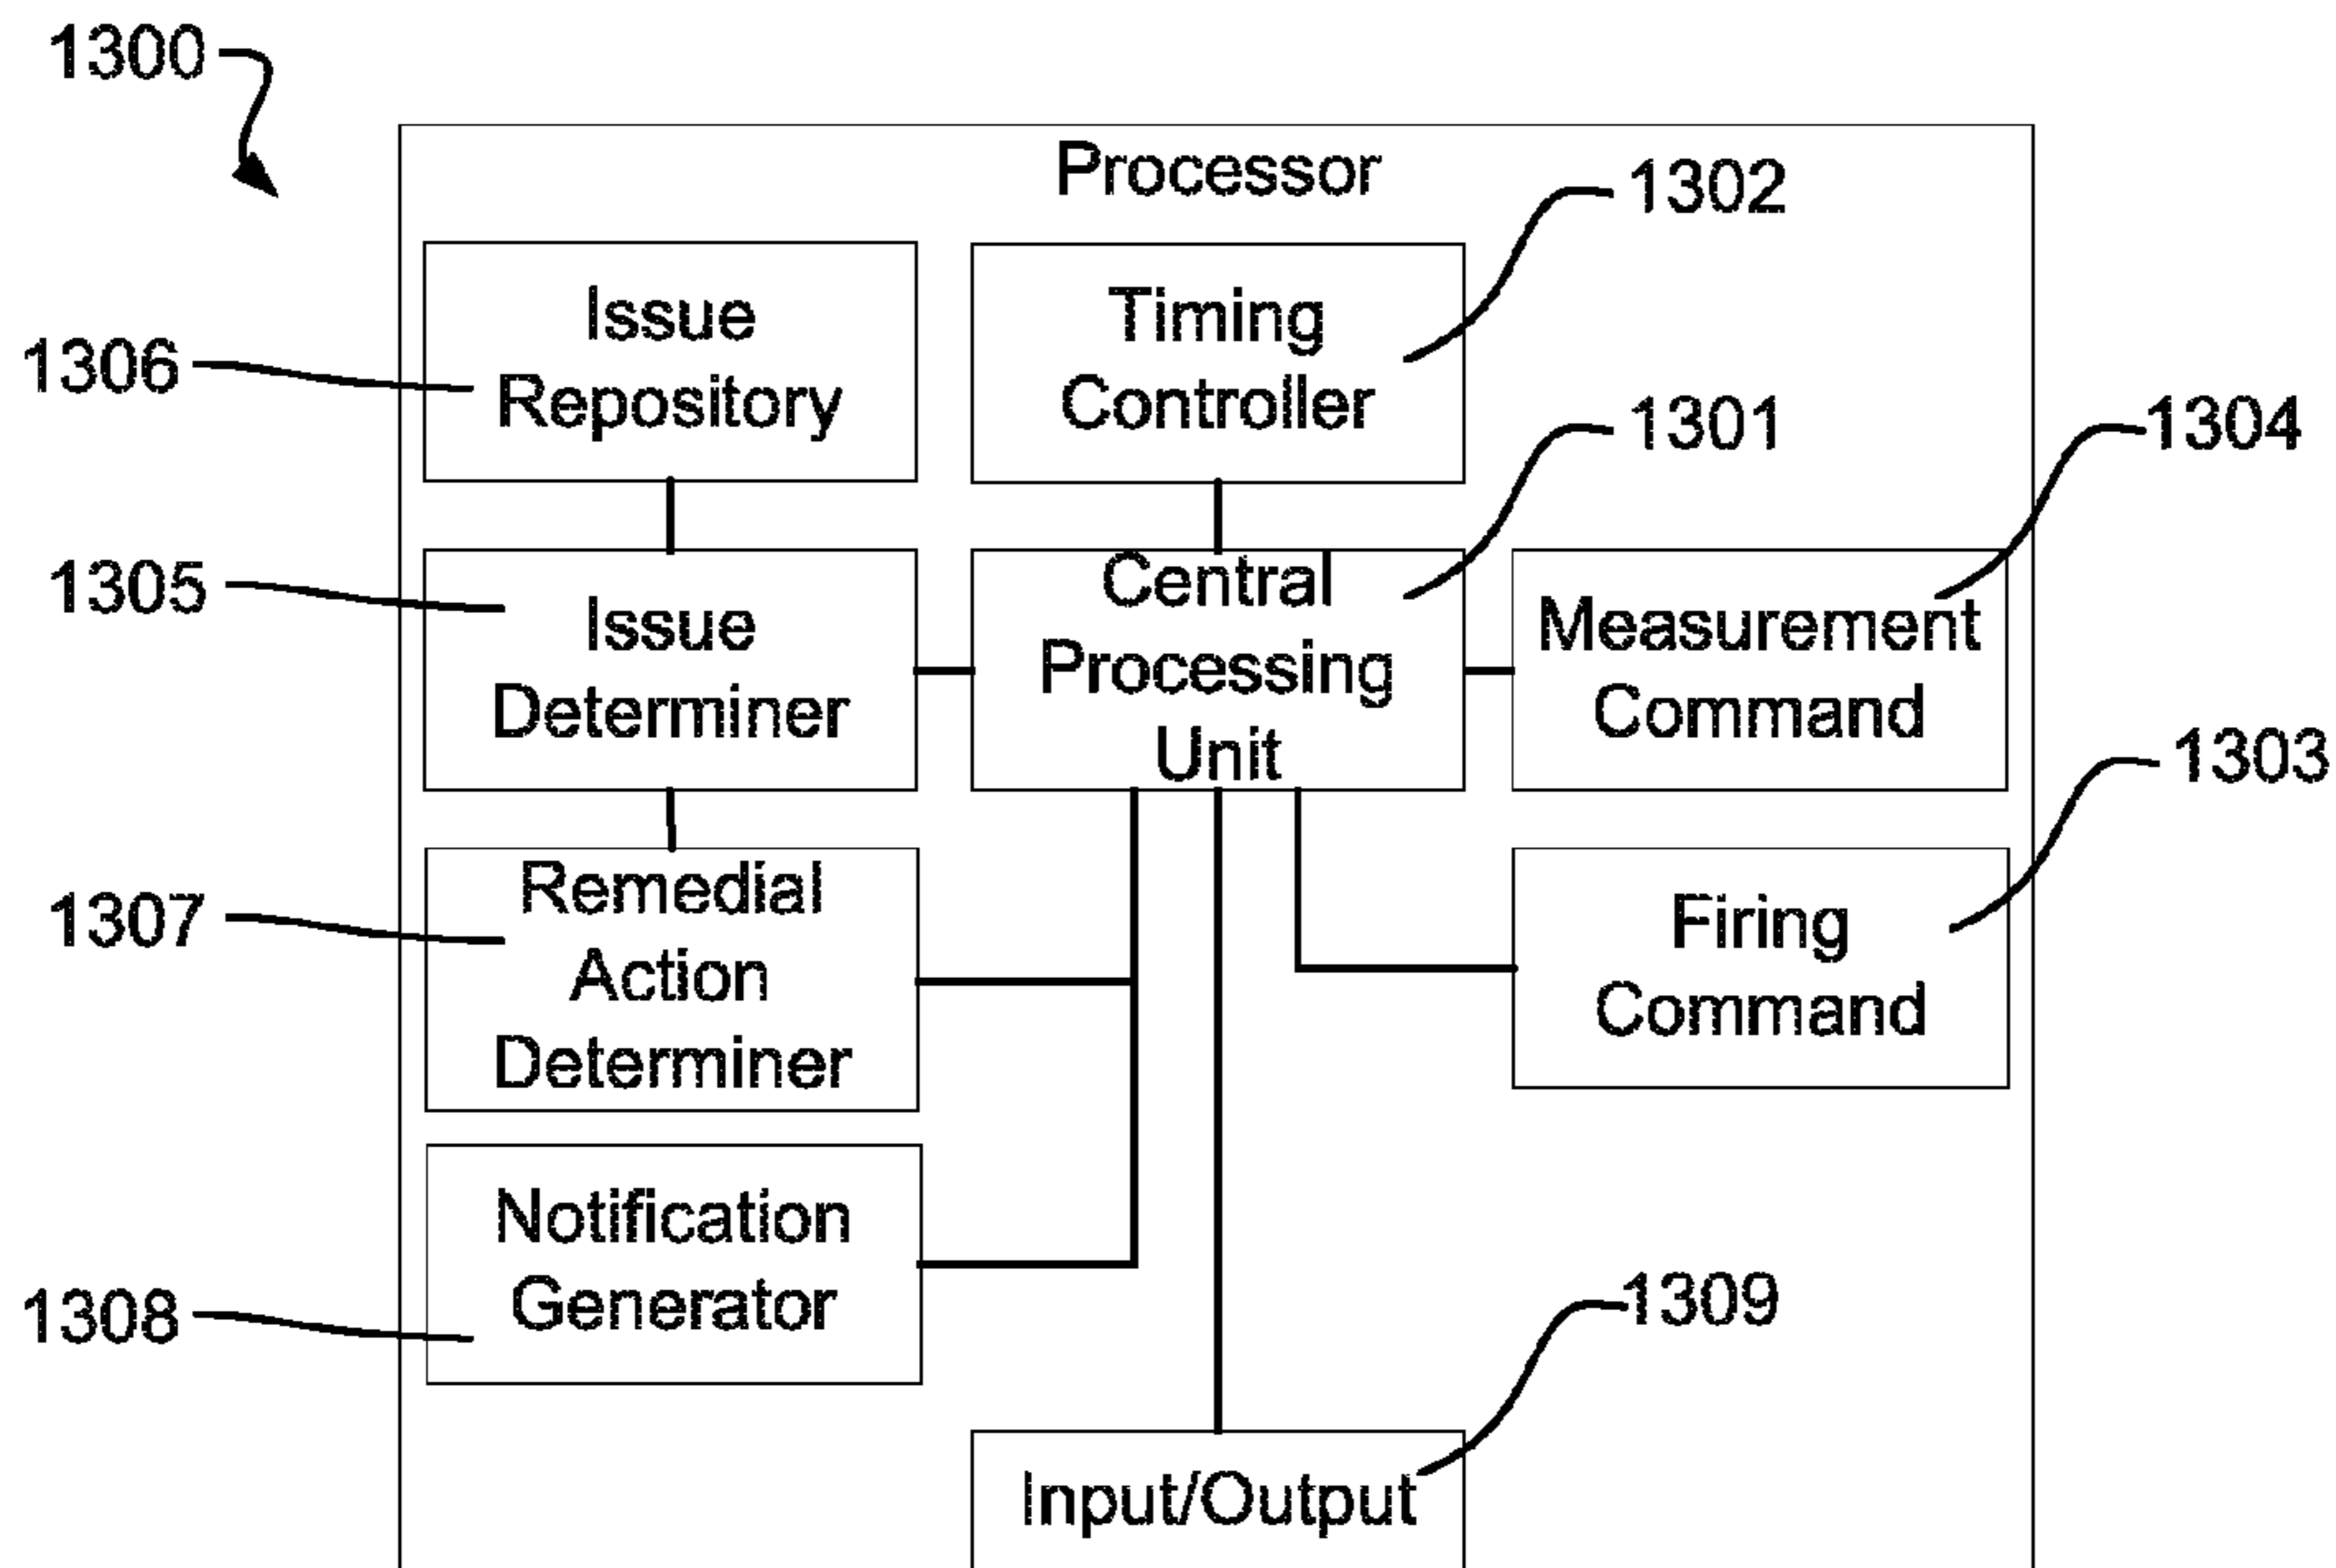 1300
Processor
1302
Issue
Repository
1306
Timing
Controller
1301
1304
1305
Issue
Determiner
Central
Processing
Unit
Measurement
Command
1303
1307
Remedial
Action
Determiner
Firing
Command
Notification
Generator
1308
1309
Input/Output